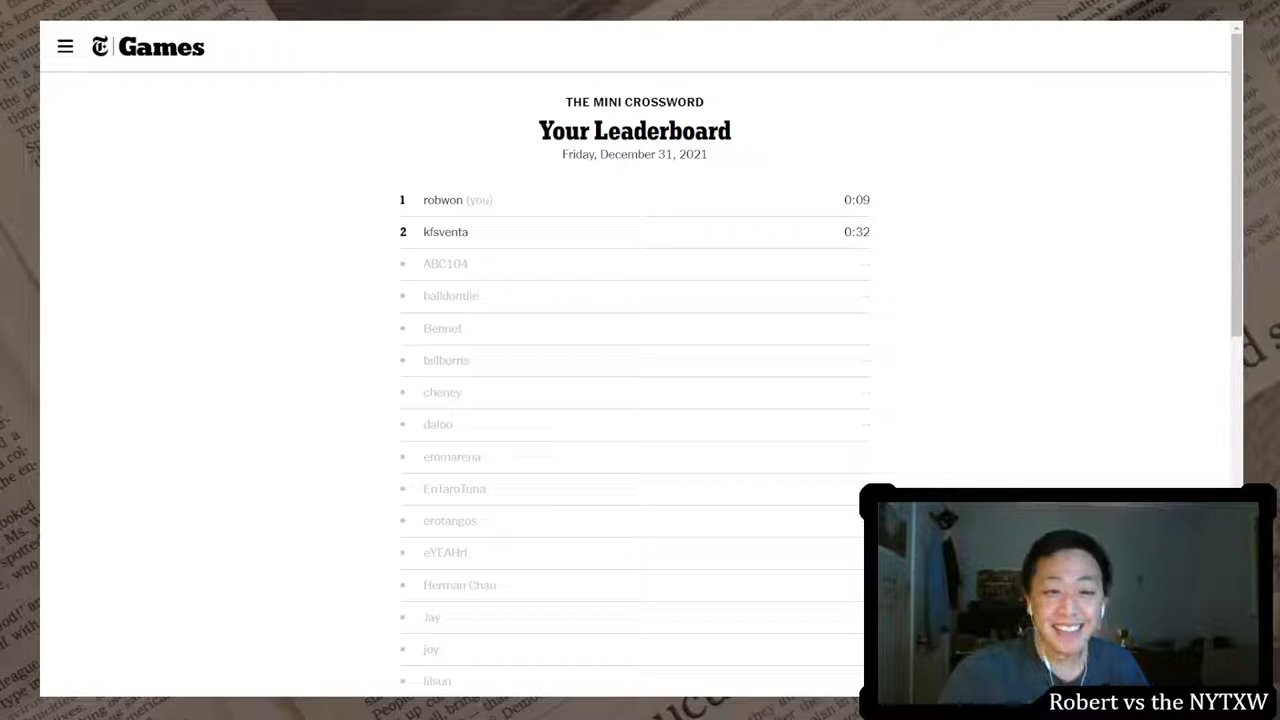 Games
THE MINI CROSSWORD
Your Leaderboard
Friday, December 31, 2021
1 robwon (you) 0:09
2 kfsventa 0:32
ABC104 --
balldontlie --
Bennet
billborris --
cheney --
daloo --
emmarena
EnTaroTuna
erotangos
eYEAHrl
Herman Chau
Jay
joy
lilsun
Robert vs the NYTXW